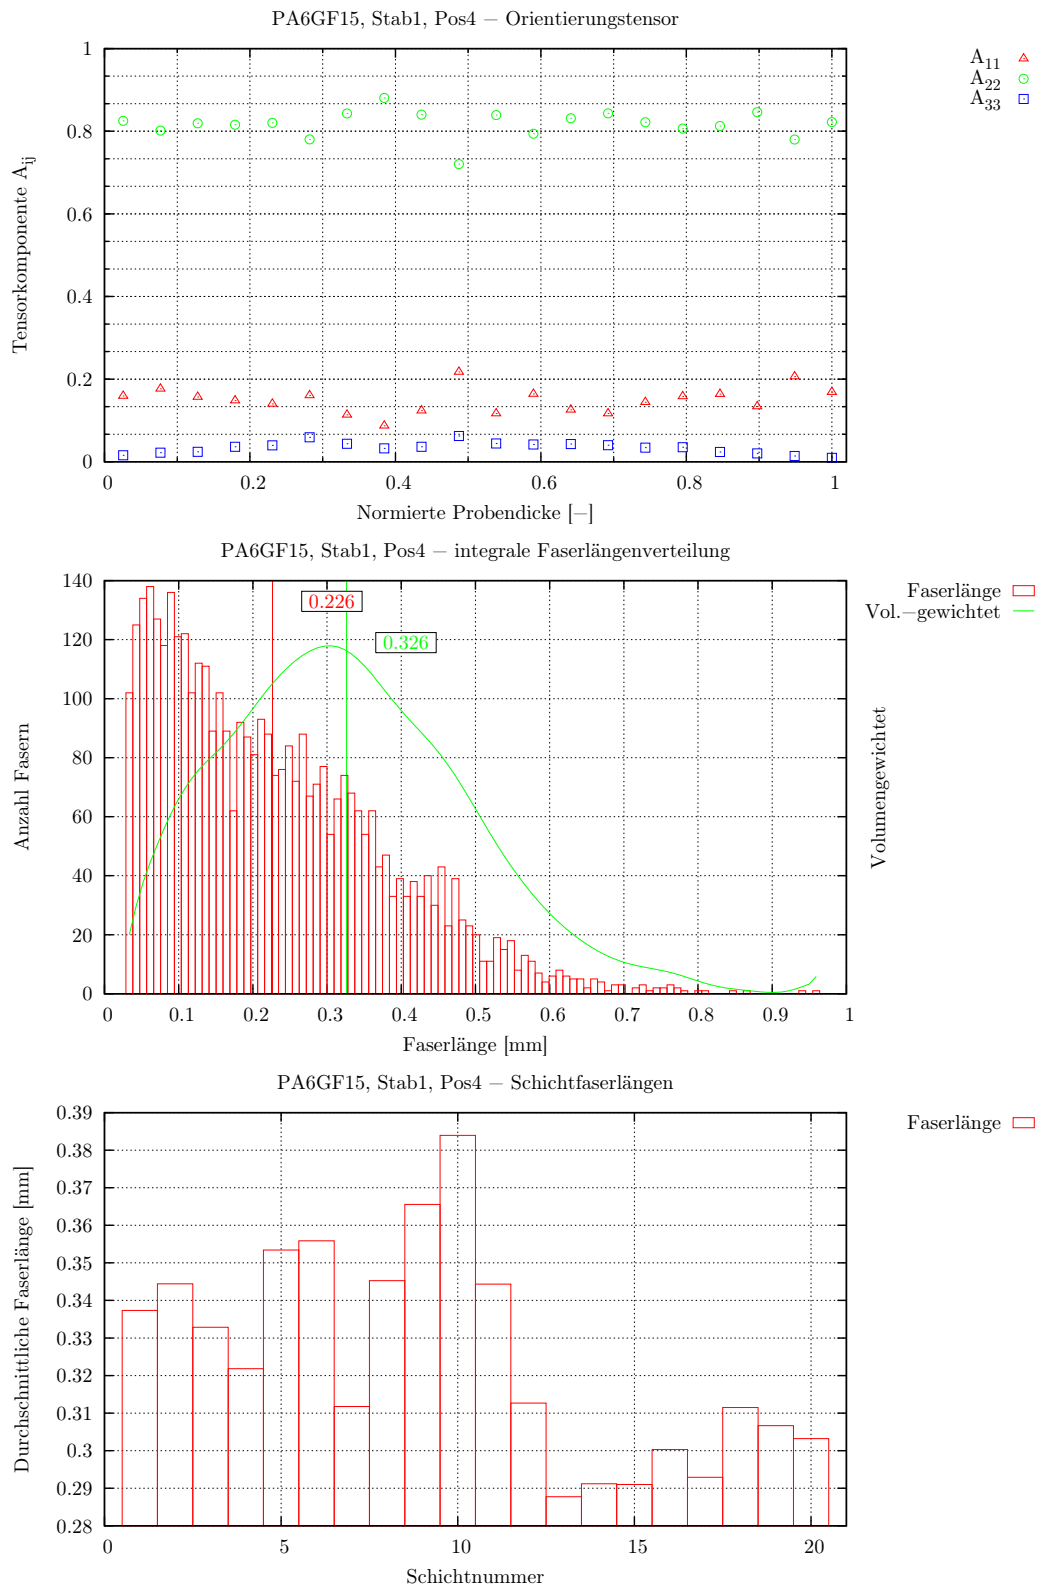 PA6GF15, Stab1, Pos4 − Orientierungstensor
A11
A22
A33
Tensorkomponente Aij
1
0.8
0.6
0.4
0.2
0
0 0.2 0.4 0.6 0.8 1
Normierte Probendicke [−]
PA6GF15, Stab1, Pos4 − integrale Faserlängenverteilung
Faserlänge
Vol.−gewichtet
0.226
0.326
Anzahl Fasern
Volumengewichtet
140
120
100
80
60
40
20
0
0 0.1 0.2 0.3 0.4 0.5 0.6 0.7 0.8 0.9 1
Faserlänge [mm]
PA6GF15, Stab1, Pos4 − Schichtfaserlängen
Faserlänge
Durchschnittliche Faserlänge [mm]
0.39
0.38
0.37
0.36
0.35
0.34
0.33
0.32
0.31
0.3
0.29
0.28
0 5 10 15 20
Schichtnummer